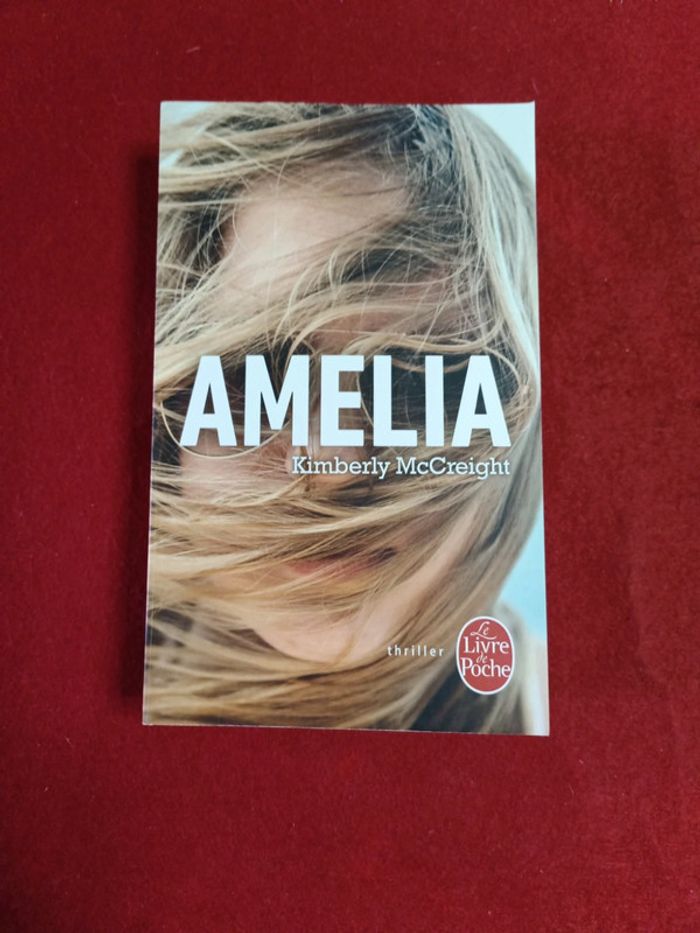 AMELIA
Kimberly McCreight
thriller
Le
Livre
de
Poche